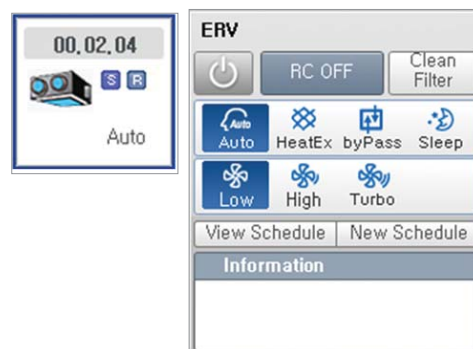 00.02.04
S R
Auto
ERV
RC OFF
Clean
Filter
Auto
Auto HeatEx byPass Sleep
Low High Turbo
View Schedule New Schedule
Information